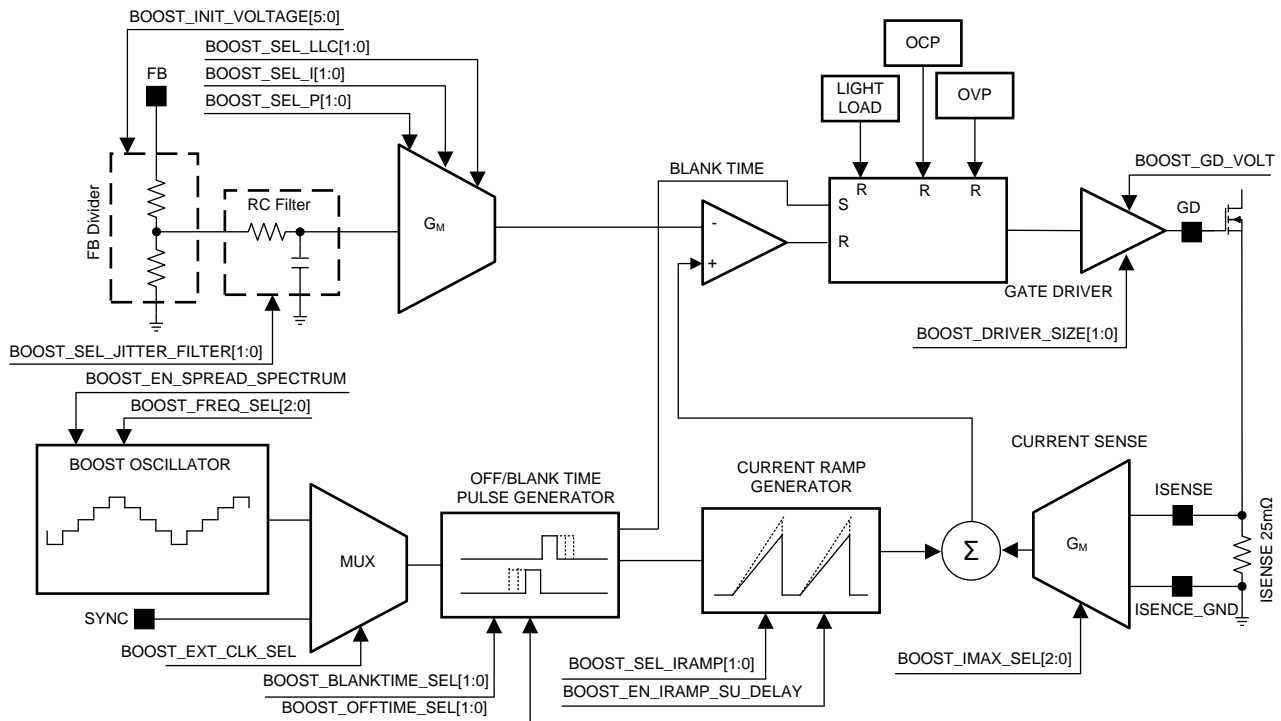 BOOST_INIT_VOLTAGE[5:0]
BOOST_SEL_LLC[1:0]
BOOST_SEL_I[1:0]
BOOST_SEL_P[1:0]
FB
FB Divider
RC Filter
GM
BOOST_SEL_JITTER_FILTER[1:0]
BLANK TIME
-
+
LIGHT
LOAD
OCP
OVP
R
R
R
S
R
BOOST_GD_VOLT
GD
GATE DRIVER
BOOST_DRIVER_SIZE[1:0]
BOOST_EN_SPREAD_SPECTRUM
BOOST_FREQ_SEL[2:0]
BOOST OSCILLATOR
SYNC
MUX
BOOST_EXT_CLK_SEL
OFF/BLANK TIME
PULSE GENERATOR
BOOST_BLANKTIME_SEL[1:0]
BOOST_OFFTIME_SEL[1:0]
CURRENT RAMP
GENERATOR
BOOST_SEL_IRAMP[1:0]
BOOST_EN_IRAMP_SU_DELAY
Σ
CURRENT SENSE
GM
ISENSE
ISENCE_GND
ISENSE 25mΩ
BOOST_IMAX_SEL[2:0]